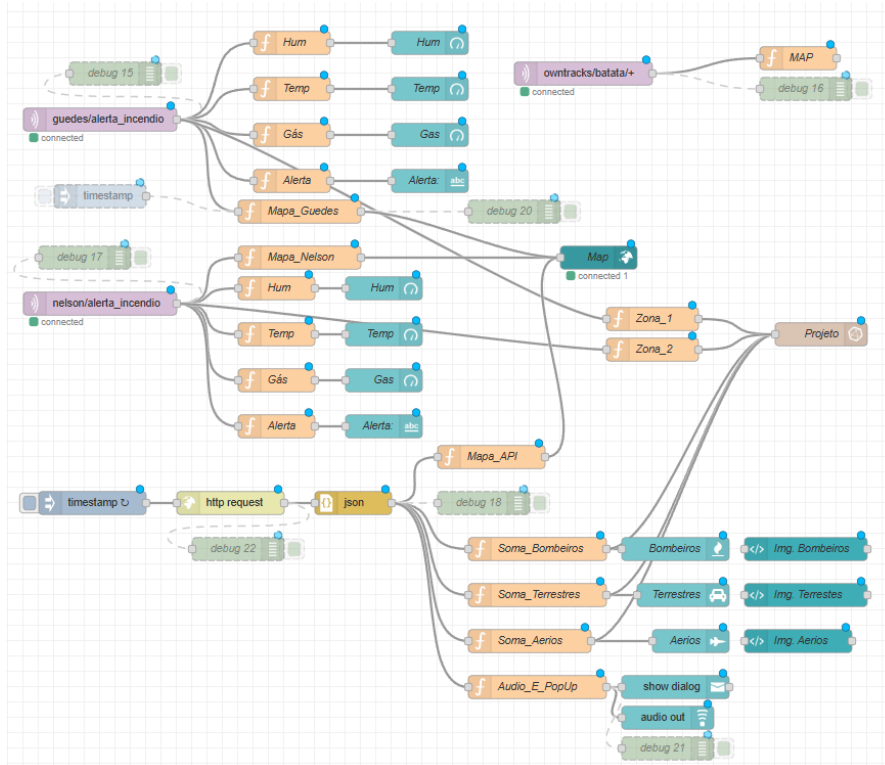 Hum
Hum
debug 15
Temp
Temp
guedes/alerta_incendio
connected
Gás
Gas
Alerta
Alerta:
abc
timestamp
Mapa_Guedes
debug 20
owntracks/batata/+
connected
MAP
debug 16
debug 17
Mapa_Nelson
Map
connected 1
Hum
Hum
nelson/alerta_incendio
connected
Temp
Temp
Gás
Gas
Alerta
Alerta:
abc
Zona_1
Zona_2
Projeto
Mapa_API
timestamp ↻
http request
json
debug 18
debug 22
Soma_Bombeiros
Bombeiros
Img. Bombeiros
Soma_Terrestres
Terrestres
Img. Terrestes
Soma_Aerios
Aerios
Img. Aerios
Audio_E_PopUp
show dialog
audio out
debug 21